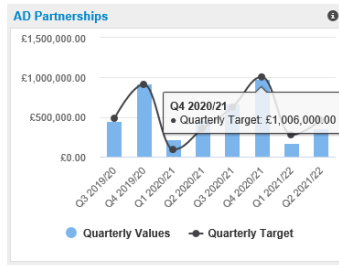 AD Partnerships
£1,500,000.00
£1,000,000.00
£500,000.00
£0.00
Q4 2020/21
● Quarterly Target: £1,006,000.00
Q3 2019/20
Q4 2019/20
Q1 2020/21
Q2 2020/21
Q3 2020/21
Q4 2020/21
Q1 2021/22
Q2 2021/22
Quarterly Values
Quarterly Target